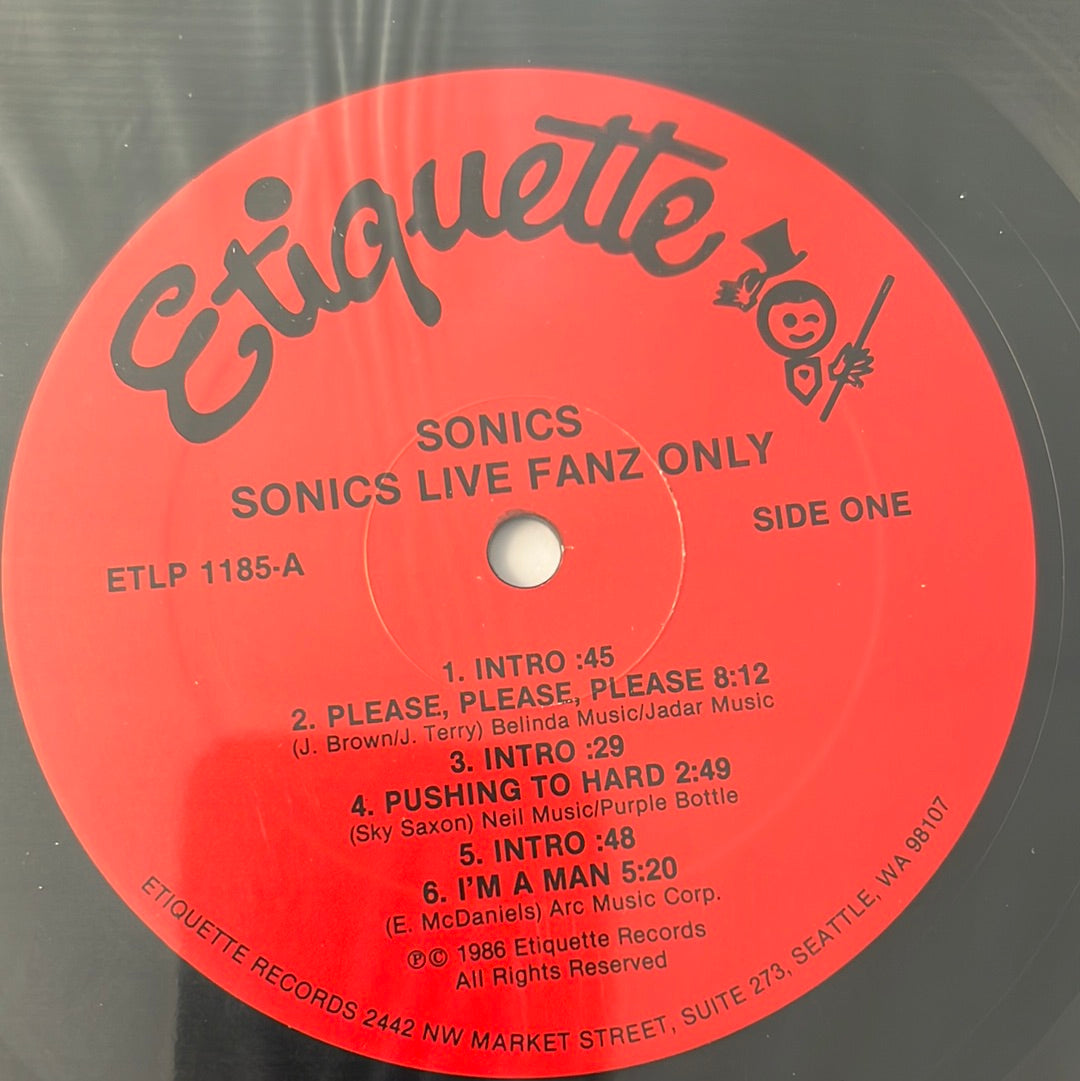 Etiquette
SONICS
SONICS LIVE FANZ ONLY
SIDE ONE
ETLP 1185-A
1. INTRO :45
2. PLEASE, PLEASE, PLEASE 8:12
(J. Brown/J. Terry) Belinda Music/Jadar Music
3. INTRO :29
4. PUSHING TO HARD 2:49
(Sky Saxon) Neil Music/Purple Bottle
5. INTRO :48
6. I'M A MAN 5:20
(E. McDaniels) Arc Music Corp.
℗© 1986 Etiquette Records
All Rights Reserved
ETIQUETTE RECORDS 2442 NW MARKET STREET, SUITE 273, SEATTLE, WA 98107